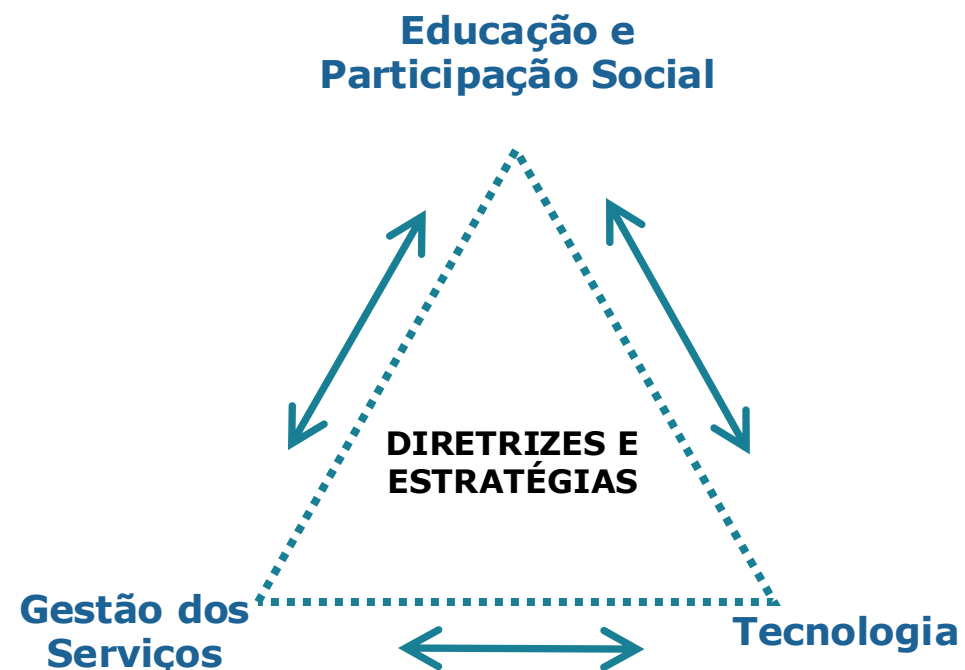 Educação e
Participação Social
DIRETRIZES E
ESTRATÉGIAS
Gestão dos
Serviços
Tecnologia